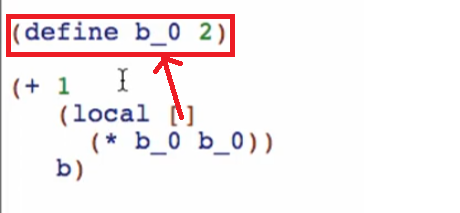 (define b_0 2)
(+ 1
(local []
(* b_0 b_0))
b)